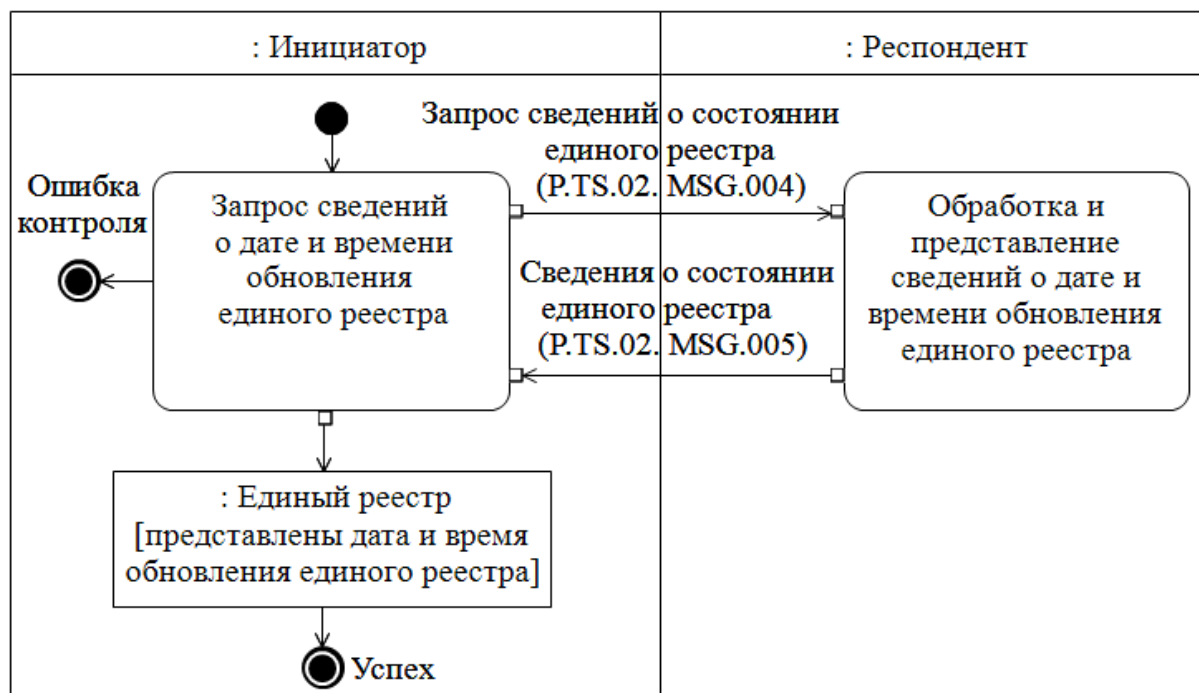 : Инициатор
: Респондент
Запрос сведений о состоянии
единого реестра
(P.TS.02. MSG.004)
Ошибка
контроля
Запрос сведений
о дате и времени
обновления
единого реестра
Обработка и
представление
сведений о дате и
времени обновления
единого реестра
Сведения о состоянии
единого реестра
(P.TS.02. MSG.005)
: Единый реестр
[представлены дата и время
обновления единого реестра]
Успех